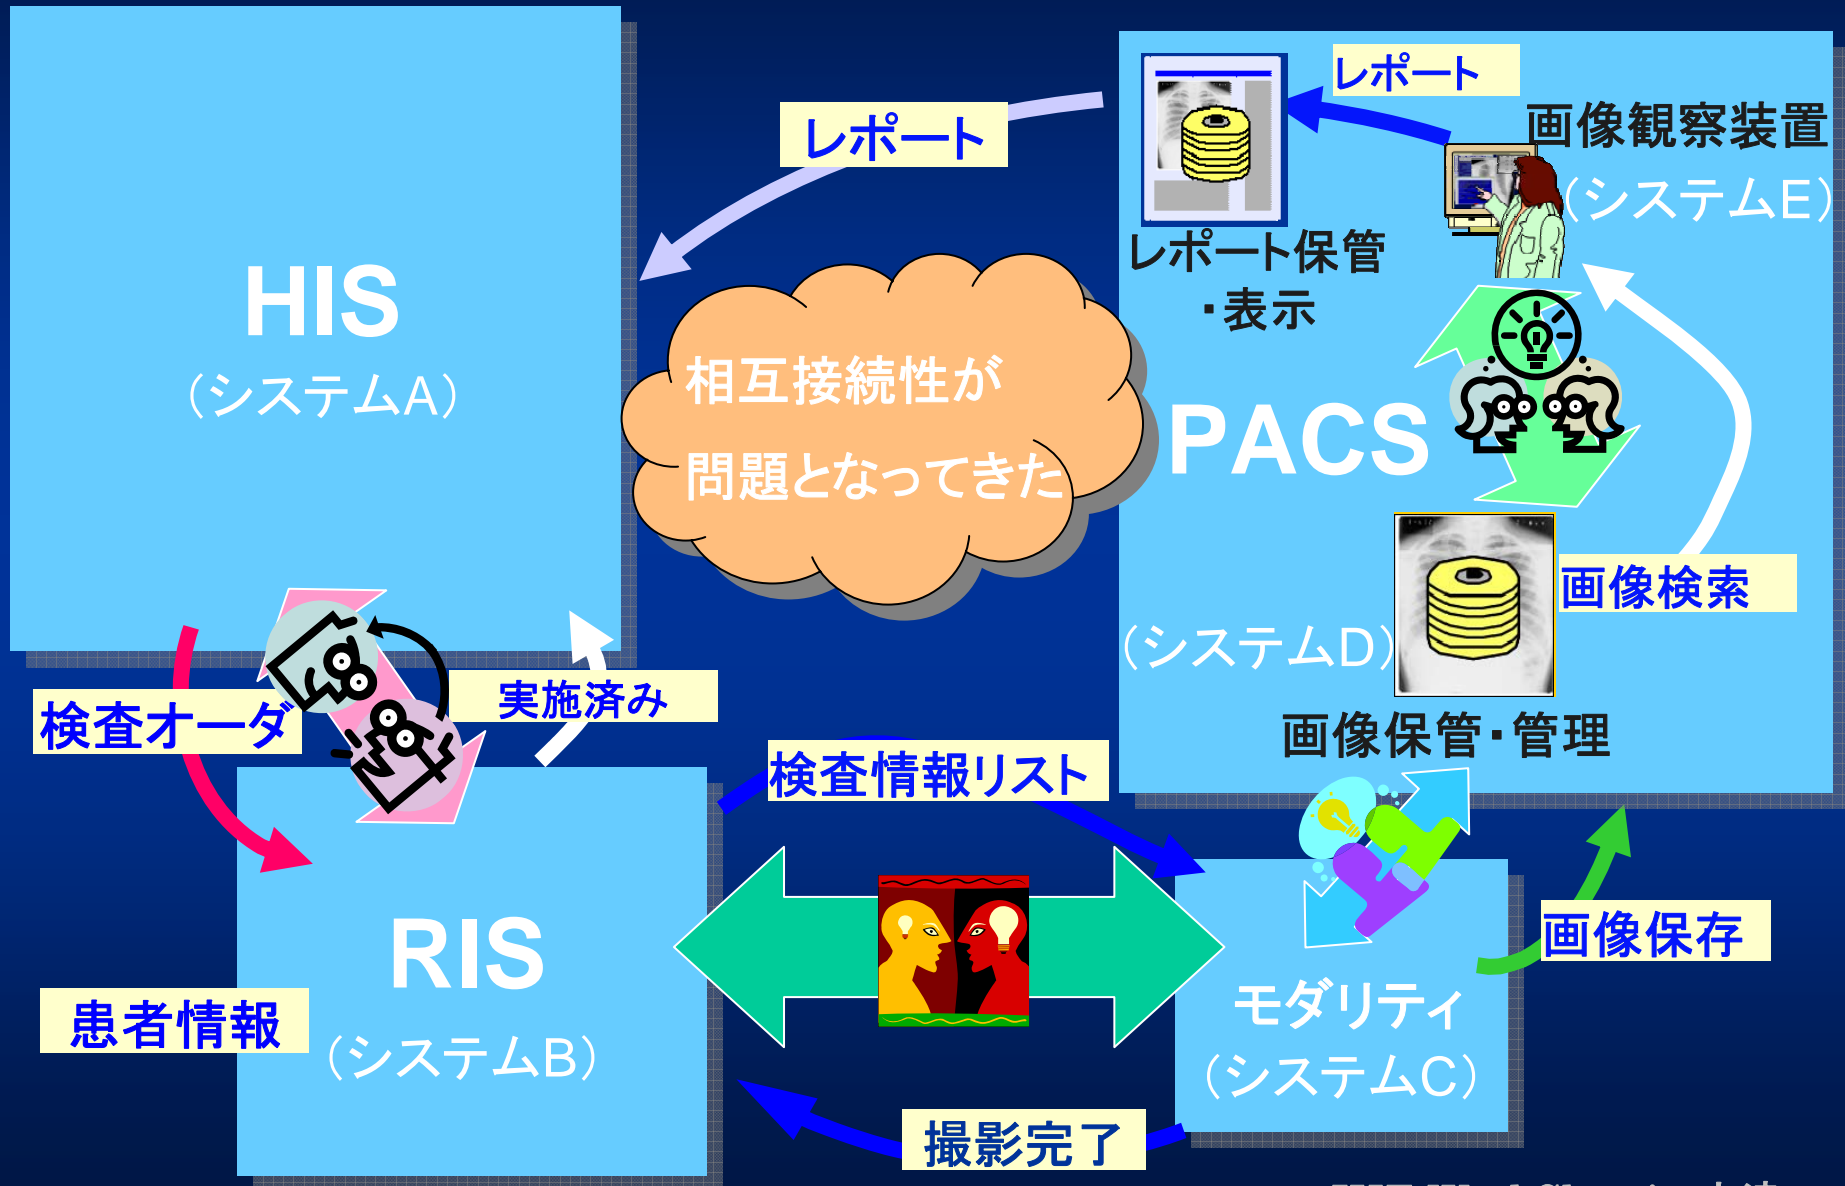 HIS
（システムA）
レポート
レポート
画像観察装置
（システムE）
レポート保管
・表示
相互接続性が
問題となってきた
PACS
画像検索
（システムD）
画像保管・管理
検査オーダ
実施済み
検査情報リスト
RIS
（システムB）
患者情報
画像保存
モダリティ
（システムC）
撮影完了